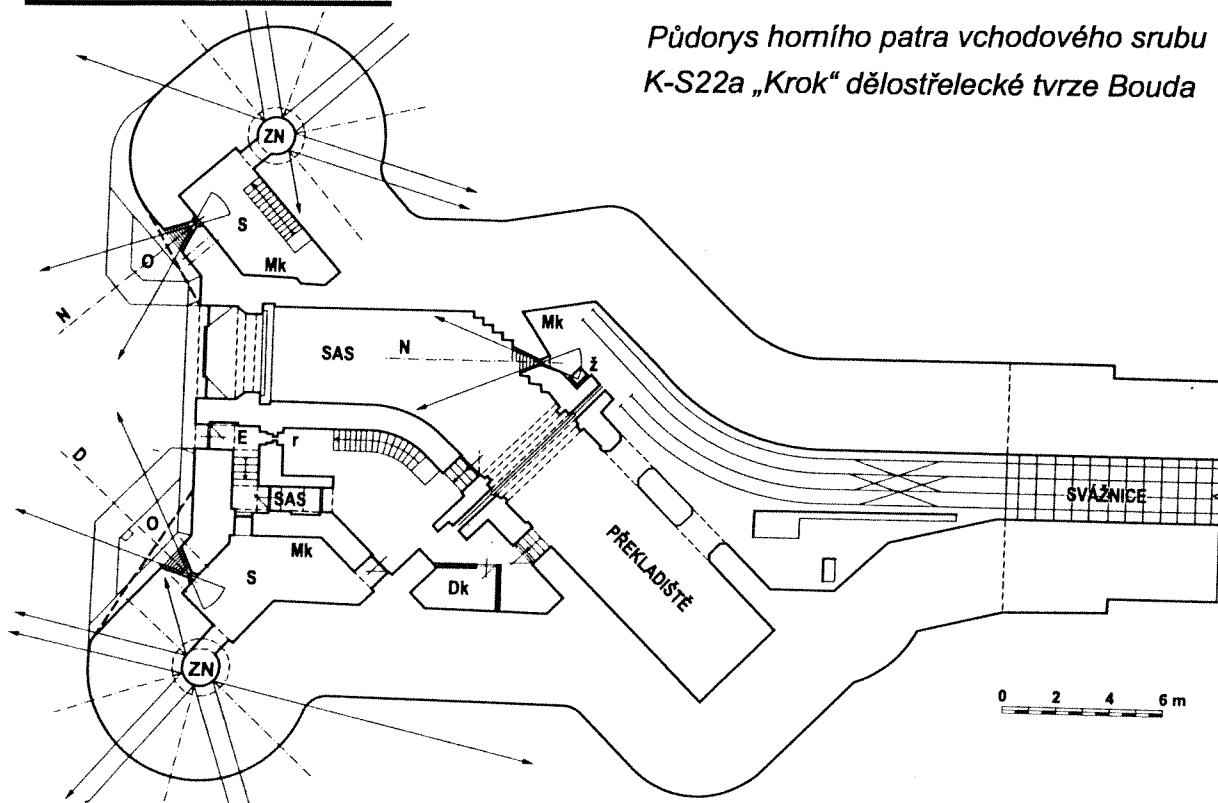 Půdorys horního patra vchodového srubu
K-S22a „Krok“ dělostřelecké tvrze Bouda
ZN
S
Mk
O
N
SAS
N
Mk
ž
D
E
r
SAS
O
Mk
S
Dk
PŘEKLADIŠTĚ
SVÁŽNICE
ZN
0 2 4 6 m